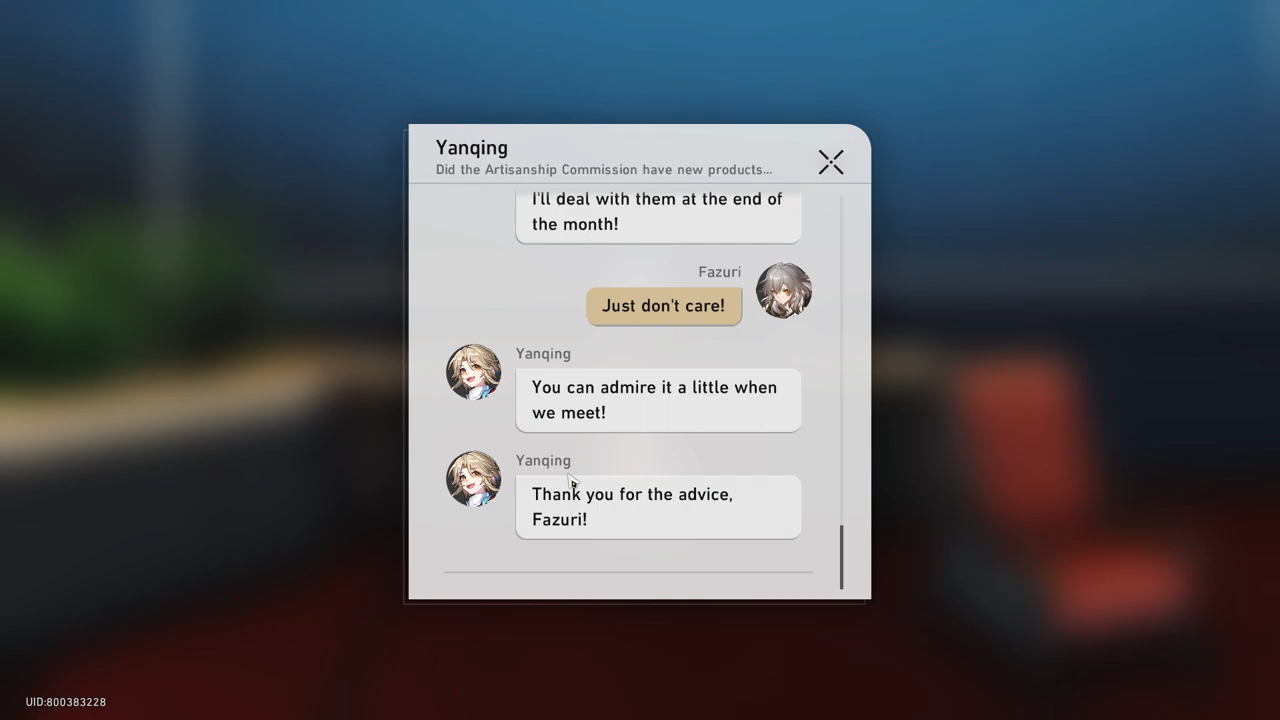 Yanqing
Did the Artisanship Commission have new products...
I'll deal with them at the end of
the month!
Fazuri
Just don't care!
Yanqing
You can admire it a little when
we meet!
Yanqing
Thank you for the advice,
Fazuri!
UID:800383228